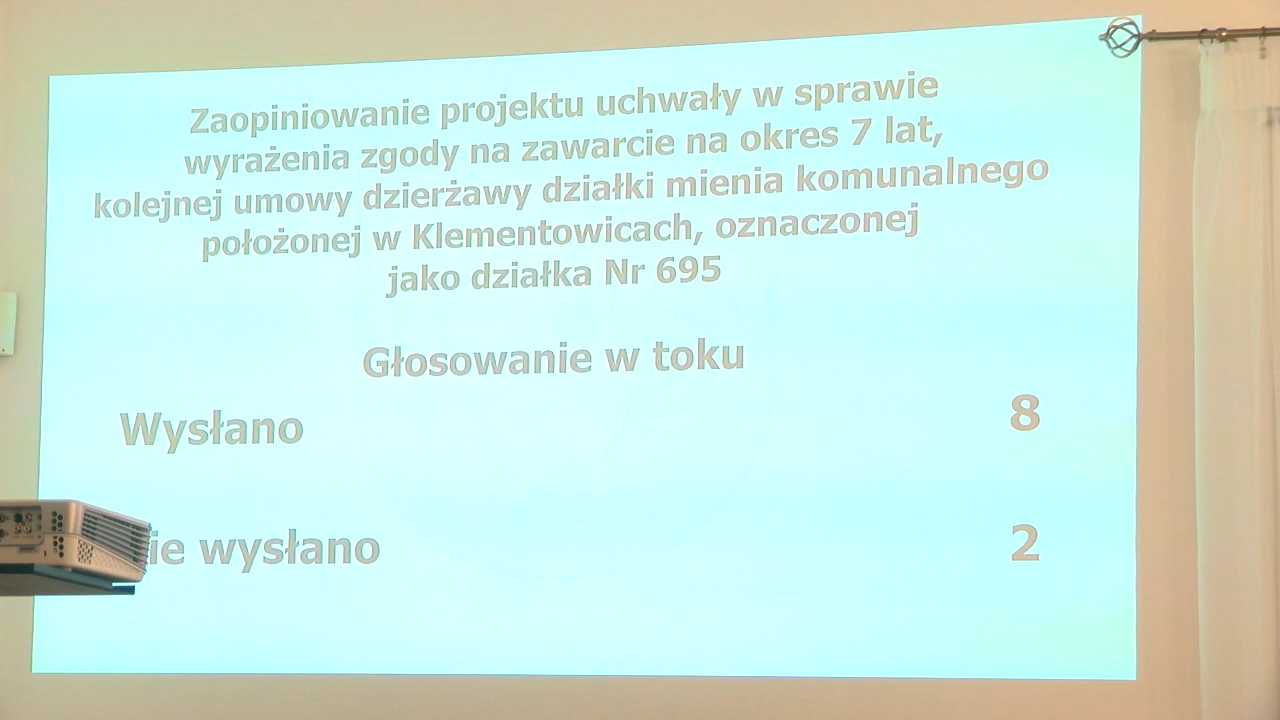 Zaopiniowanie projektu uchwały w sprawie
wyrażenia zgody na zawarcie na okres 7 lat,
kolejnej umowy dzierżawy działki mienia komunalnego
położonej w Klementowicach, oznaczonej
jako działka Nr 695
Głosowanie w toku
Wysłano 8
ie wysłano 2